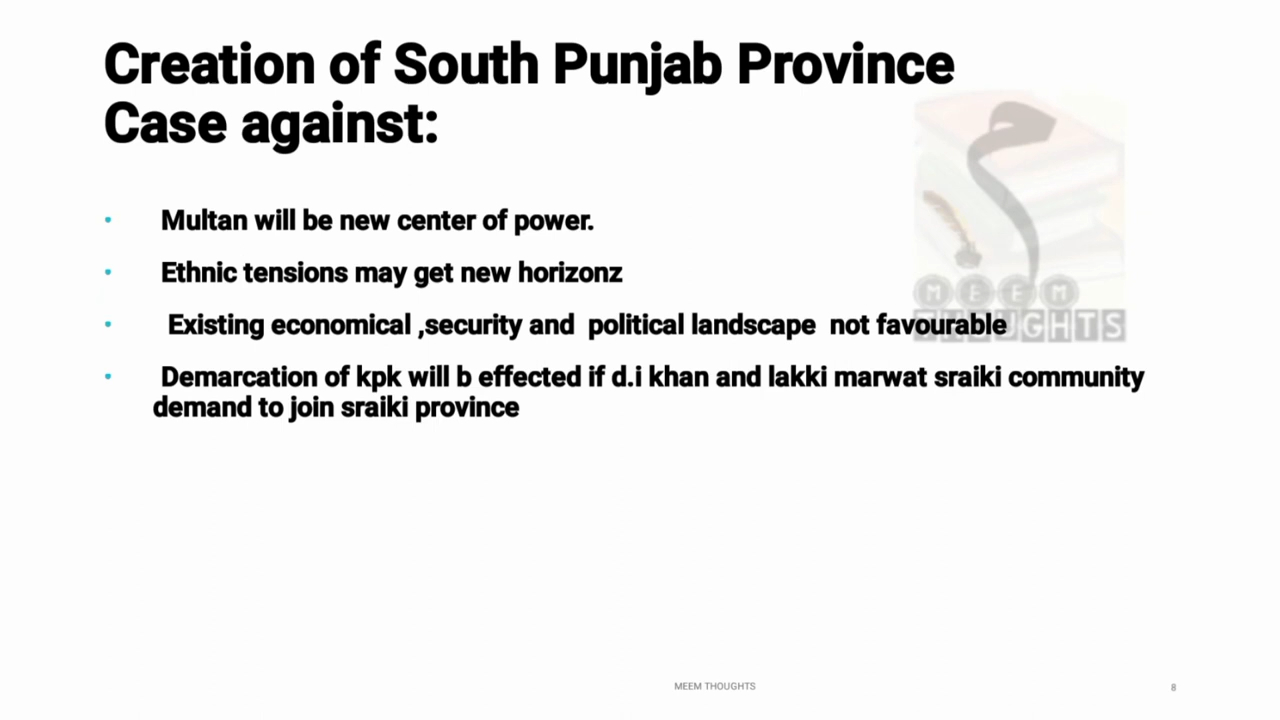 Creation of South Punjab Province
Case against:
م
MEEM
THOUGHTS
• Multan will be new center of power.
• Ethnic tensions may get new horizonz
• Existing economical ,security and political landscape not favourable
• Demarcation of kpk will b effected if d.i khan and lakki marwat sraiki community
demand to join sraiki province
MEEM THOUGHTS
8